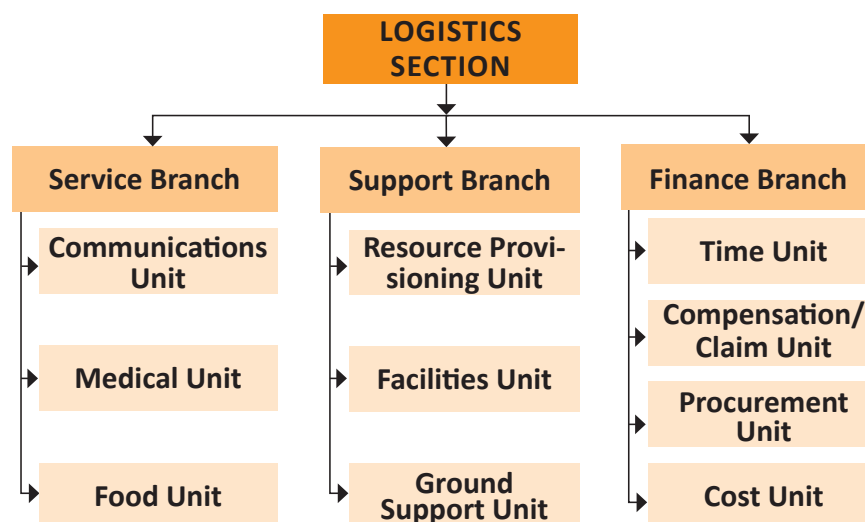 LOGISTICS
SECTION
Service Branch
Support Branch
Finance Branch
Communications
Unit
Medical Unit
Food Unit
Resource Provi-
sioning Unit
Facilities Unit
Ground
Support Unit
Time Unit
Compensation/
Claim Unit
Procurement
Unit
Cost Unit